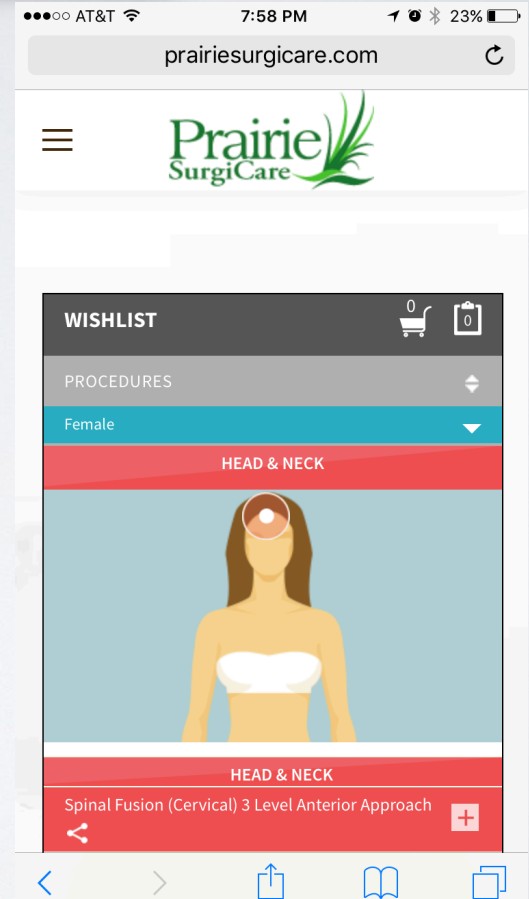 AT&T 7:58 PM 23%
prairiesurgicare.com
Prairie
SurgiCare
WISHLIST 0 0
PROCEDURES
Female
HEAD & NECK
HEAD & NECK
Spinal Fusion (Cervical) 3 Level Anterior Approach